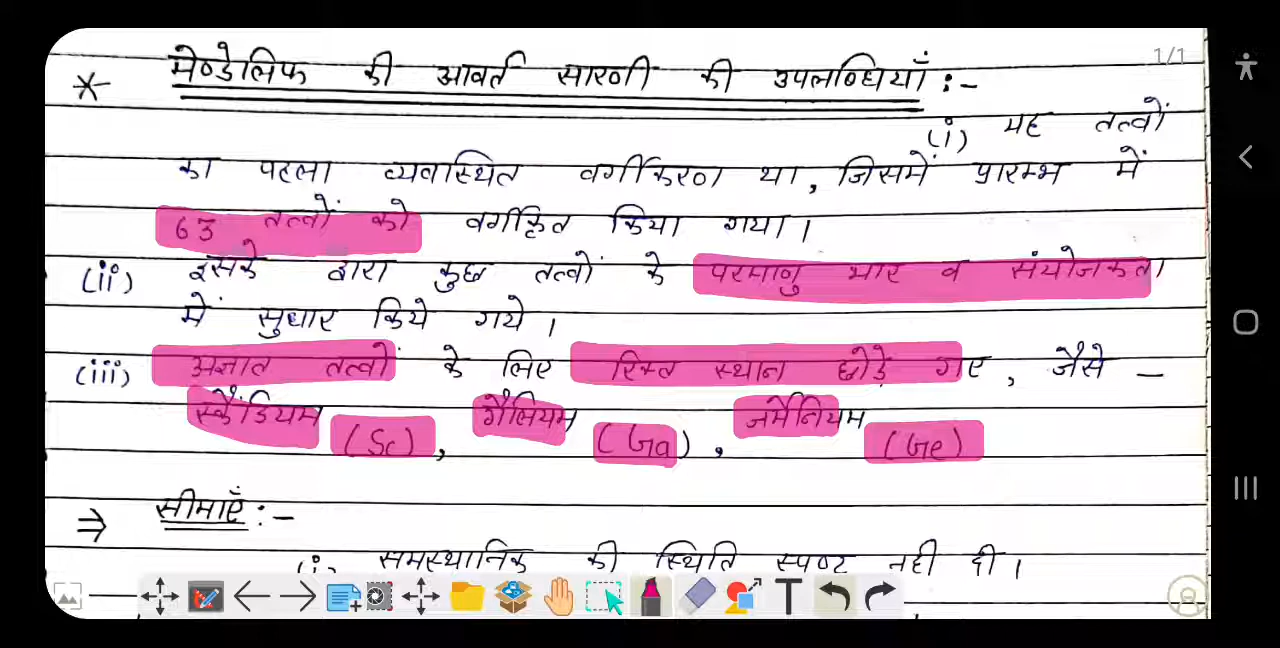 1/1
* मेण्डेलिफ की आवर्त सारणी की उपलब्धियाँ :-
(i) यह तत्वों
का पहला व्यवास्थित वर्गीकरण था, जिसमें प्रारम्भ में
63 तत्वों को वर्गीकृत किया गया।
(ii) इसके द्वारा कुछ तत्वों के परमाणु भार व संयोजकता
में सुधार किये गये।
(iii) अज्ञात तत्वों के लिए रिक्त स्थान छोड़े गए, जैसे –
स्कैंडियम (Sc), गैलियम (Ga), जर्मेनियम (Ge)
⇒ सीमाएँ :-
(i) समस्थानिक की स्थिति स्पष्ट नही दी।
T